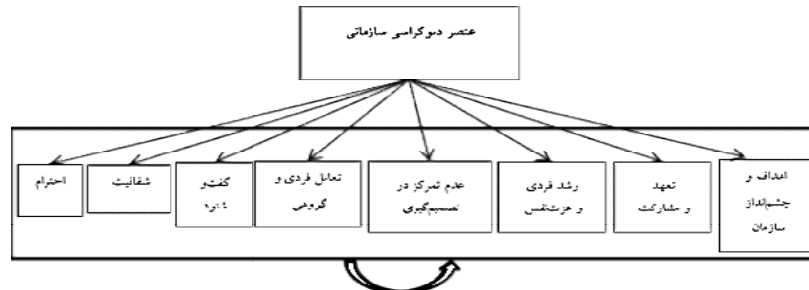 عنصر دموکراسی سازمانی
اهداف و
چشم‌انداز
سازمان
تعهد
و مشارکت
رشد فردی
و عزت‌نفس
عدم تمرکز در
تصمیم‌گیری
تعامل فردی و
گروهی
گفت‌و
شنود
شفافیت
احترام